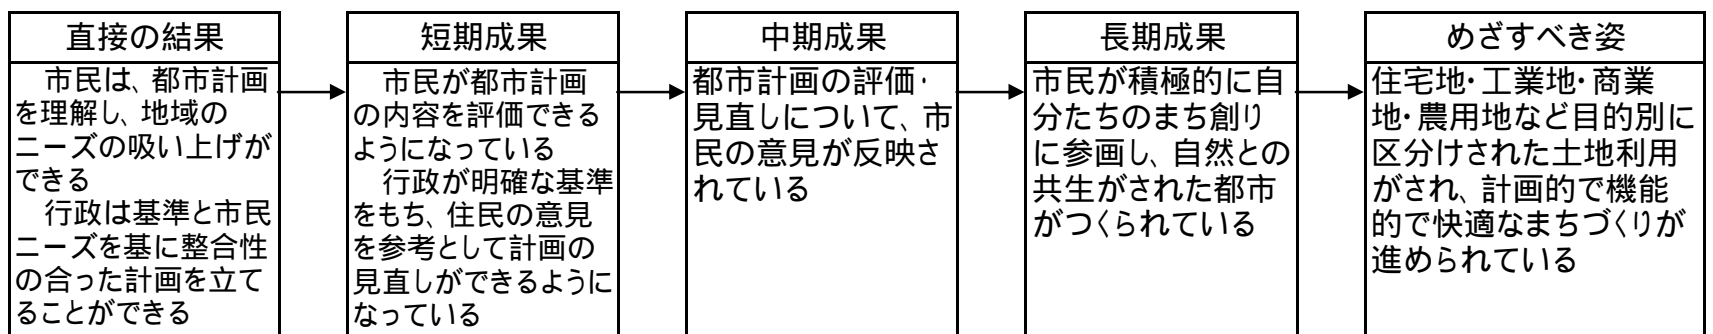 直接の結果
市民は、都市計画
を理解し、地域の
ニーズの吸い上げが
できる
行政は基準と市民
ニーズを基に整合性
の合った計画を立て
ることができる
短期成果
市民が都市計画
の内容を評価できる
ようになっている
行政が明確な基準
をもち、住民の意見
を参考として計画の
見直しができるように
なっている
中期成果
都市計画の評価・
見直しについて、市
民の意見が反映さ
れている
長期成果
市民が積極的に自
分たちのまち創り
に参画し、自然との
共生がされた都市
がつくられている
めざすべき姿
住宅地・工業地・商業
地・農用地など目的別に
区分けされた土地利用
がされ、計画的で機能
的で快適なまちづくりが
進められている